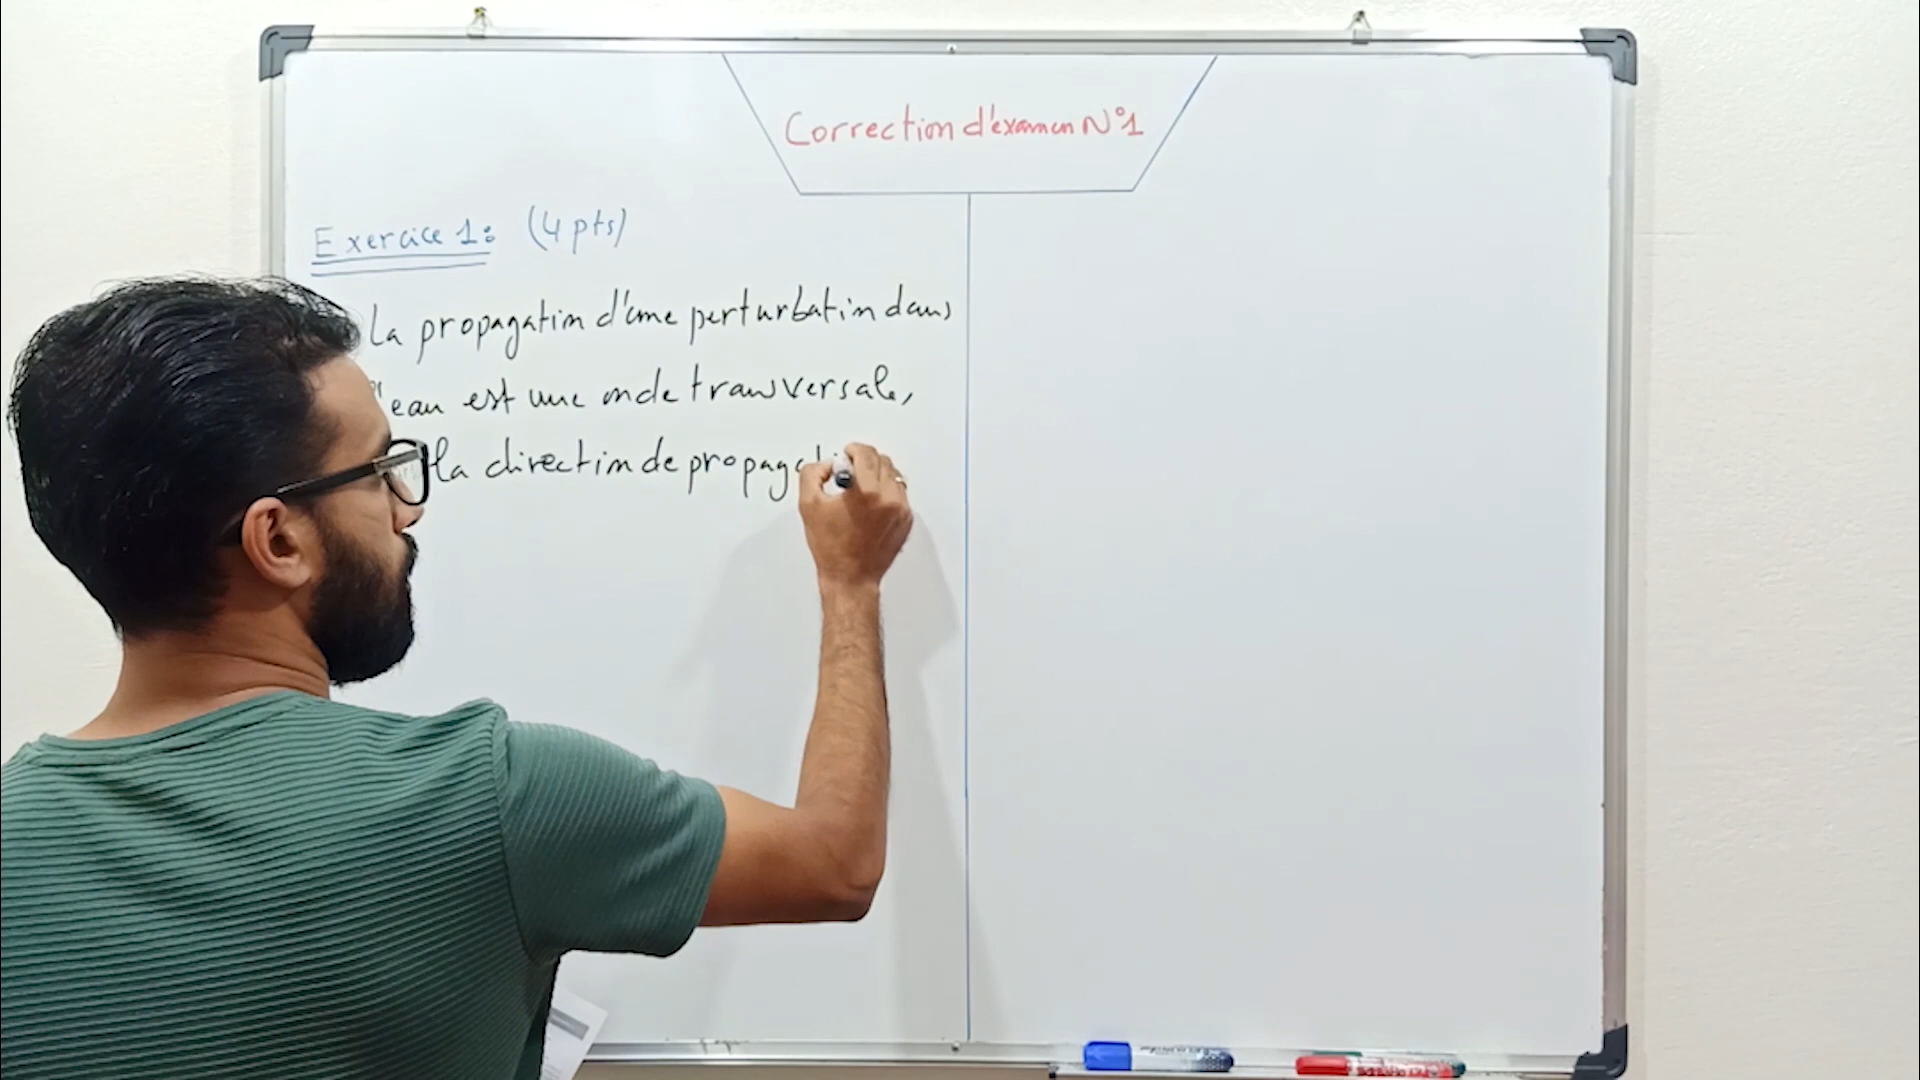 Correction d'examen N°1
Exercice 1: (4 pts)
La propagation d'une perturbation dans
l'eau est une onde transversale,
la direction de